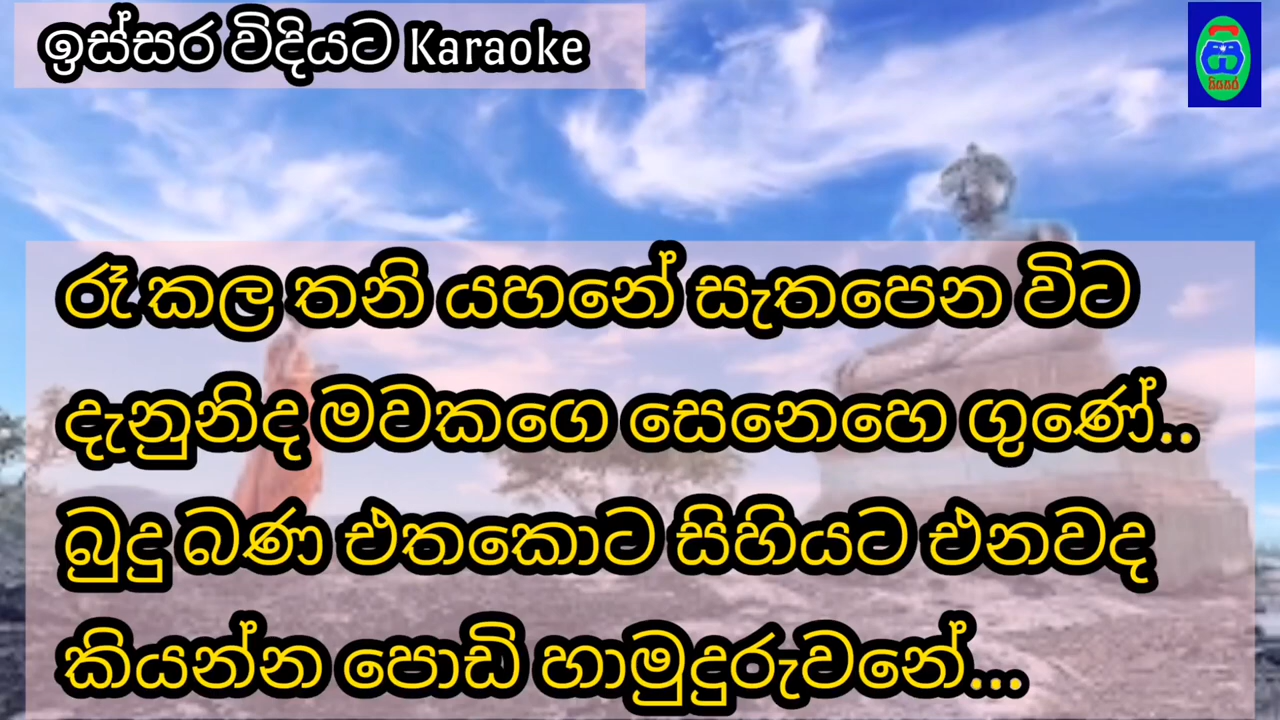 ඉස්සර විදියට Karaoke
රෑ කල තනි යහනේ සැතපෙන විට
දැනුනිද මවකගෙ සෙනෙහෙ ගුණේ..
බුදු බණ එතකොට සිහියට එනවද
කියන්න පොඩි හාමුදුරුවනේ...